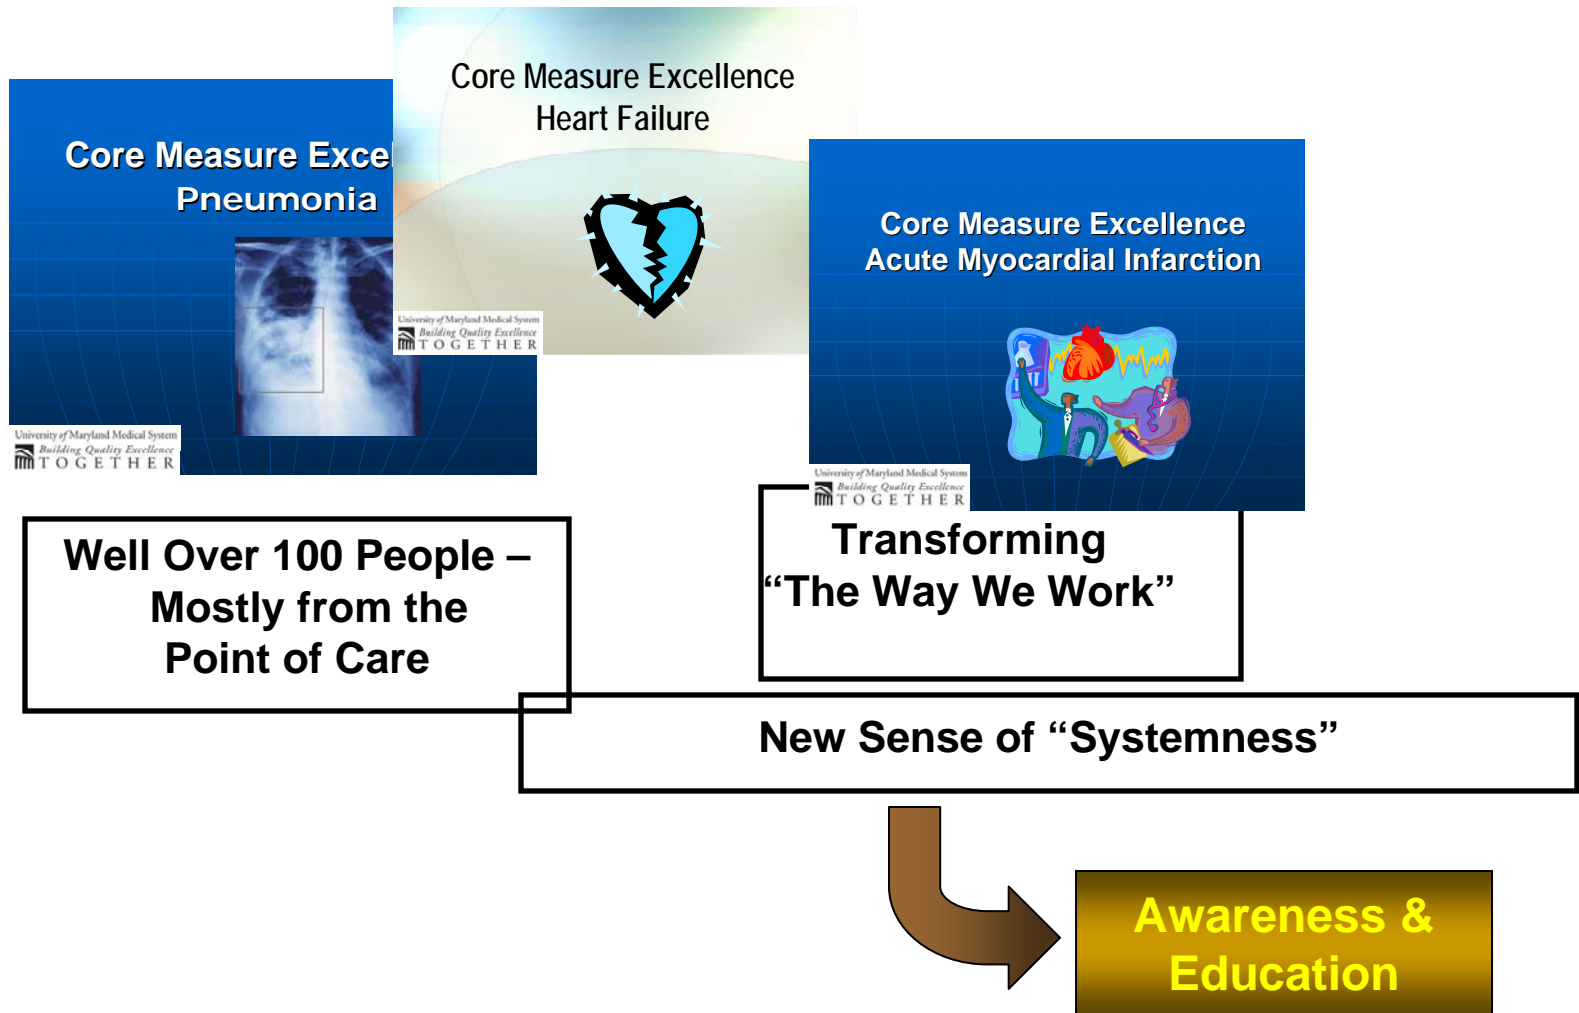 Core Measure Excellence
Heart Failure
University of Maryland Medical System
Building Quality Excellence
TOGETHER
Core Measure Excel
Pneumonia
University of Maryland Medical System
Building Quality Excellence
TOGETHER
Core Measure Excellence
Acute Myocardial Infarction
University of Maryland Medical System
Building Quality Excellence
TOGETHER
Well Over 100 People –
Mostly from the
Point of Care
Transforming
“The Way We Work”
New Sense of “Systemness”
Awareness &
Education